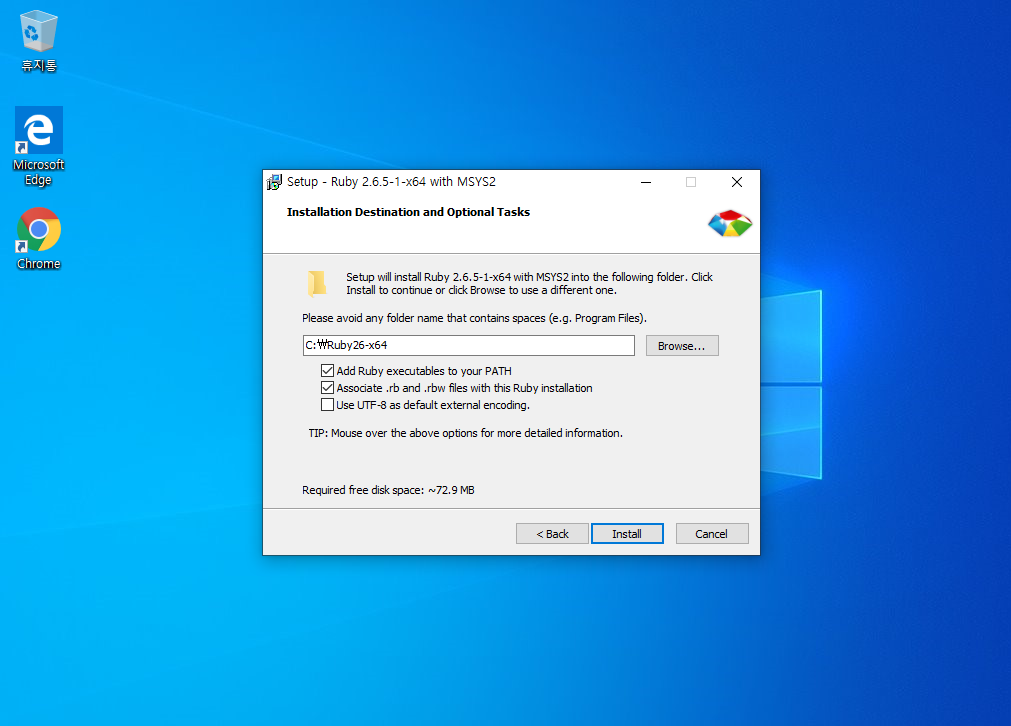 휴지통
Microsoft
Edge
Chrome
Setup - Ruby 2.6.5-1-x64 with MSYS2
Installation Destination and Optional Tasks
Setup will install Ruby 2.6.5-1-x64 with MSYS2 into the following folder. Click
Install to continue or click Browse to use a different one.
Please avoid any folder name that contains spaces (e.g. Program Files).
C:₩Ruby26-x64
Browse...
Add Ruby executables to your PATH
Associate .rb and .rbw files with this Ruby installation
Use UTF-8 as default external encoding.
TIP: Mouse over the above options for more detailed information.
Required free disk space: ~72.9 MB
< Back
Install
Cancel